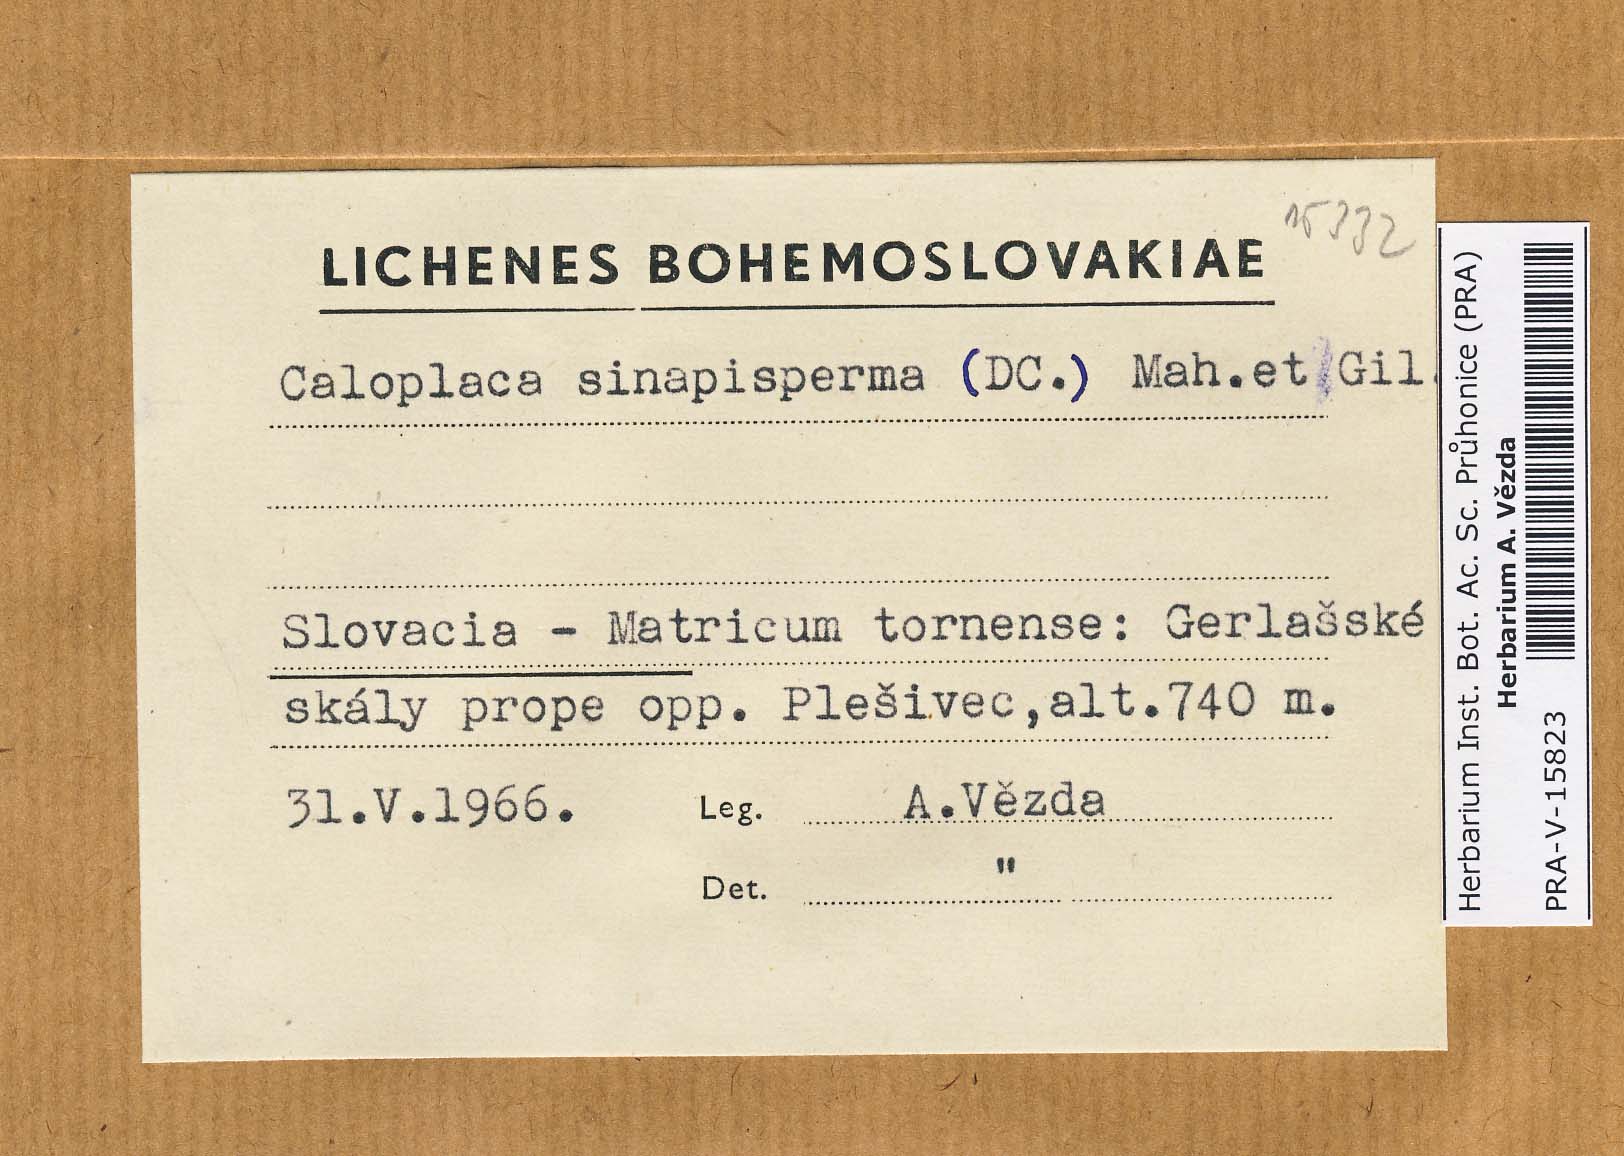 15332
LICHENES BOHEMOSLOVAKIAE
Caloplaca sinapisperma (DC.) Mah.et Gil.
Slovacia - Matricum tornense: Gerlašské
skály prope opp. Plešivec,alt.740 m.
31.V.1966. Leg. A.Vězda
Det. "
Herbarium Inst. Bot. Ac. Sc. Průhonice (PRA)
Herbarium A. Vězda
PRA-V-15823